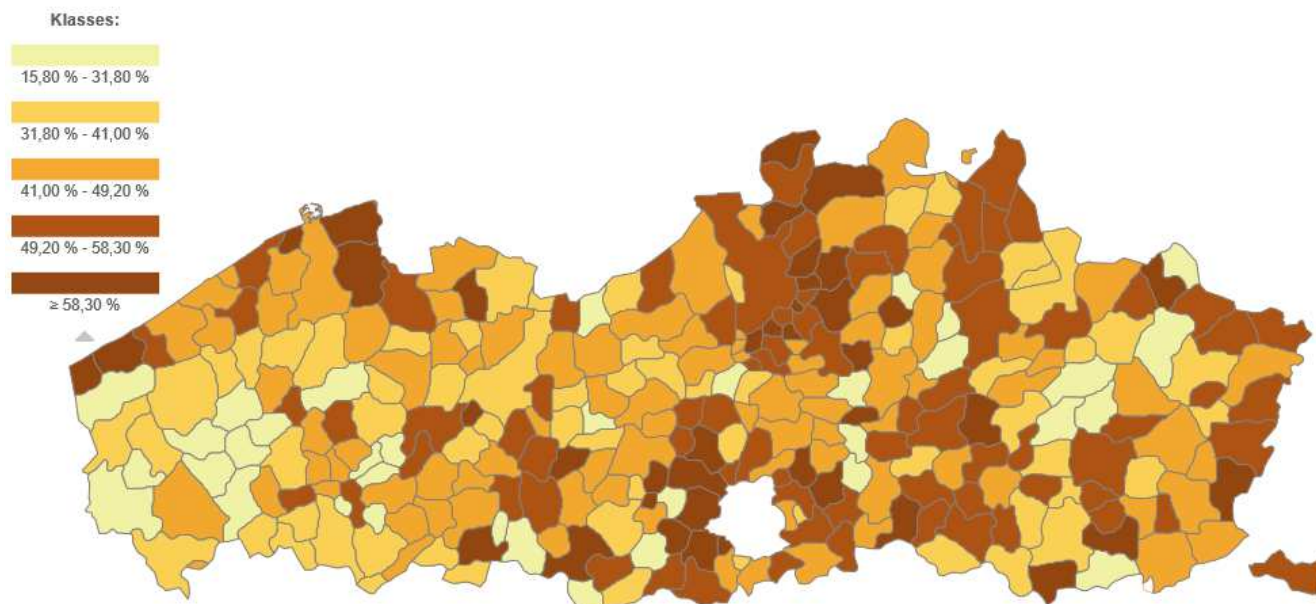 Klasses:
15,80 % - 31,80 %
31,80 % - 41,00 %
41,00 % - 49,20 %
49,20 % - 58,30 %
≥ 58,30 %